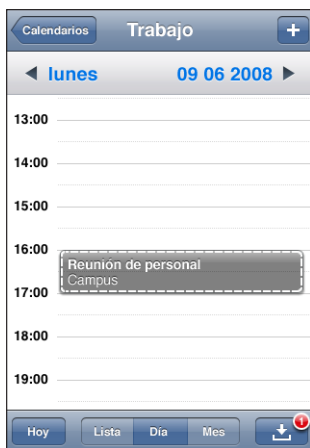 Calendarios
Trabajo
+
lunes
09 06 2008
13:00
14:00
15:00
16:00
Reunión de personal
Campus
17:00
18:00
19:00
Hoy
Lista
Día
Mes
1